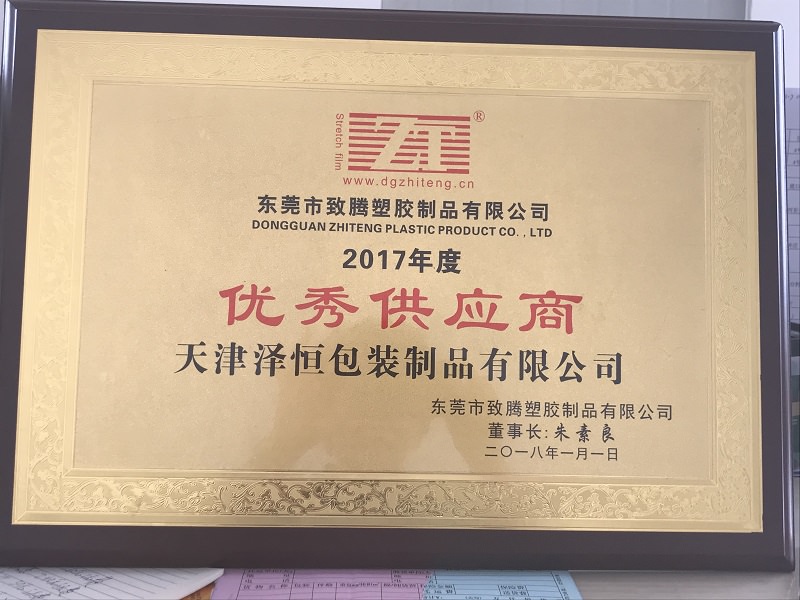 Stretch film
ZT®
www.dgzhiteng.cn
东莞市致腾塑胶制品有限公司
DONGGUAN ZHITENG PLASTIC PRODUCT CO. , LTD
2017年度
优秀供应商
天津泽恒包装制品有限公司
东莞市致腾塑胶制品有限公司
董事长:朱素良
二〇一八年一月一日